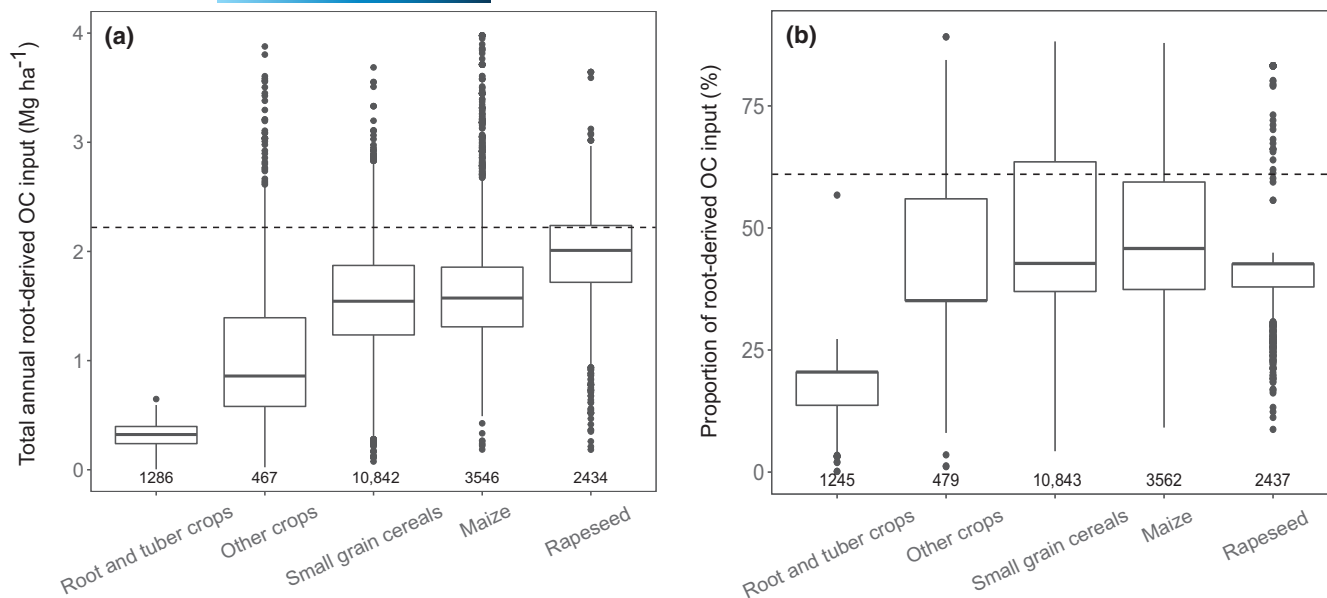 (a)
Total annual root-derived OC input (Mg ha⁻¹)
4
3
2
1
0
1286 467 10,842 3546 2434
Root and tuber crops
Other crops
Small grain cereals
Maize
Rapeseed
(b)
Proportion of root-derived OC input (%)
75
50
25
0
1245 479 10,843 3562 2437
Root and tuber crops
Other crops
Small grain cereals
Maize
Rapeseed